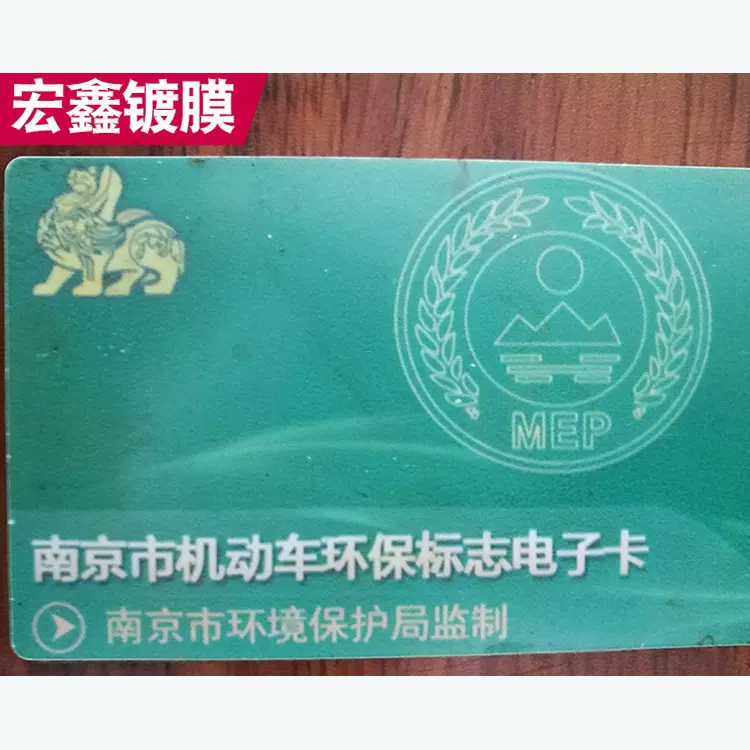 宏鑫镀膜
MEP
南京市机动车环保标志电子卡
南京市环境保护局监制